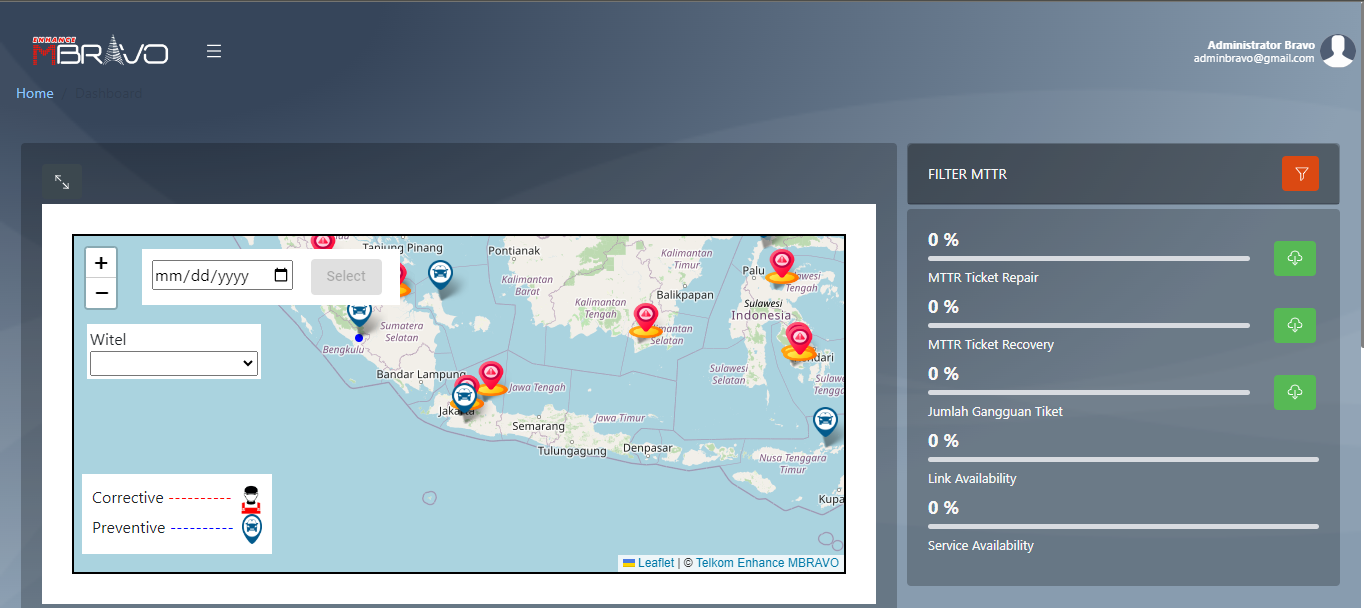 ENHANCE
MBRAVO
Administrator Bravo
adminbravo@gmail.com
Home / Dashboard
FILTER MTTR
+
−
mm/dd/yyyy
Select
Witel
Corrective
Preventive
Tanjung Pinang
Pontianak
Kalimantan
Timur
Palu
Sulawesi
Tengah
Kalimantan
Barat
Balikpapan
Kalimantan
Tengah
Sulawesi
Indonesia
Sumatera
Selatan
Selatan
Bengkulu
Bandar Lampung
Sulawesi
Selatan
Jawa Tengah
Jakarta
Jawa Timur
Semarang
Tulungagung
Denpasar
Nusa Tenggara
Timur
Leaflet | © Telkom Enhance MBRAVO
0 %
MTTR Ticket Repair
0 %
MTTR Ticket Recovery
0 %
Jumlah Gangguan Tiket
0 %
Link Availability
0 %
Service Availability